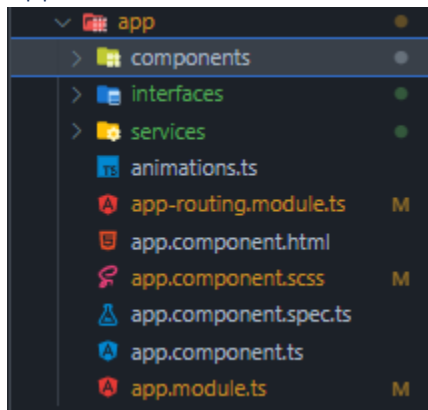 app
components
interfaces
services
TS animations.ts
app-routing.module.ts M
app.component.html
app.component.scss M
app.component.spec.ts
app.component.ts
app.module.ts M